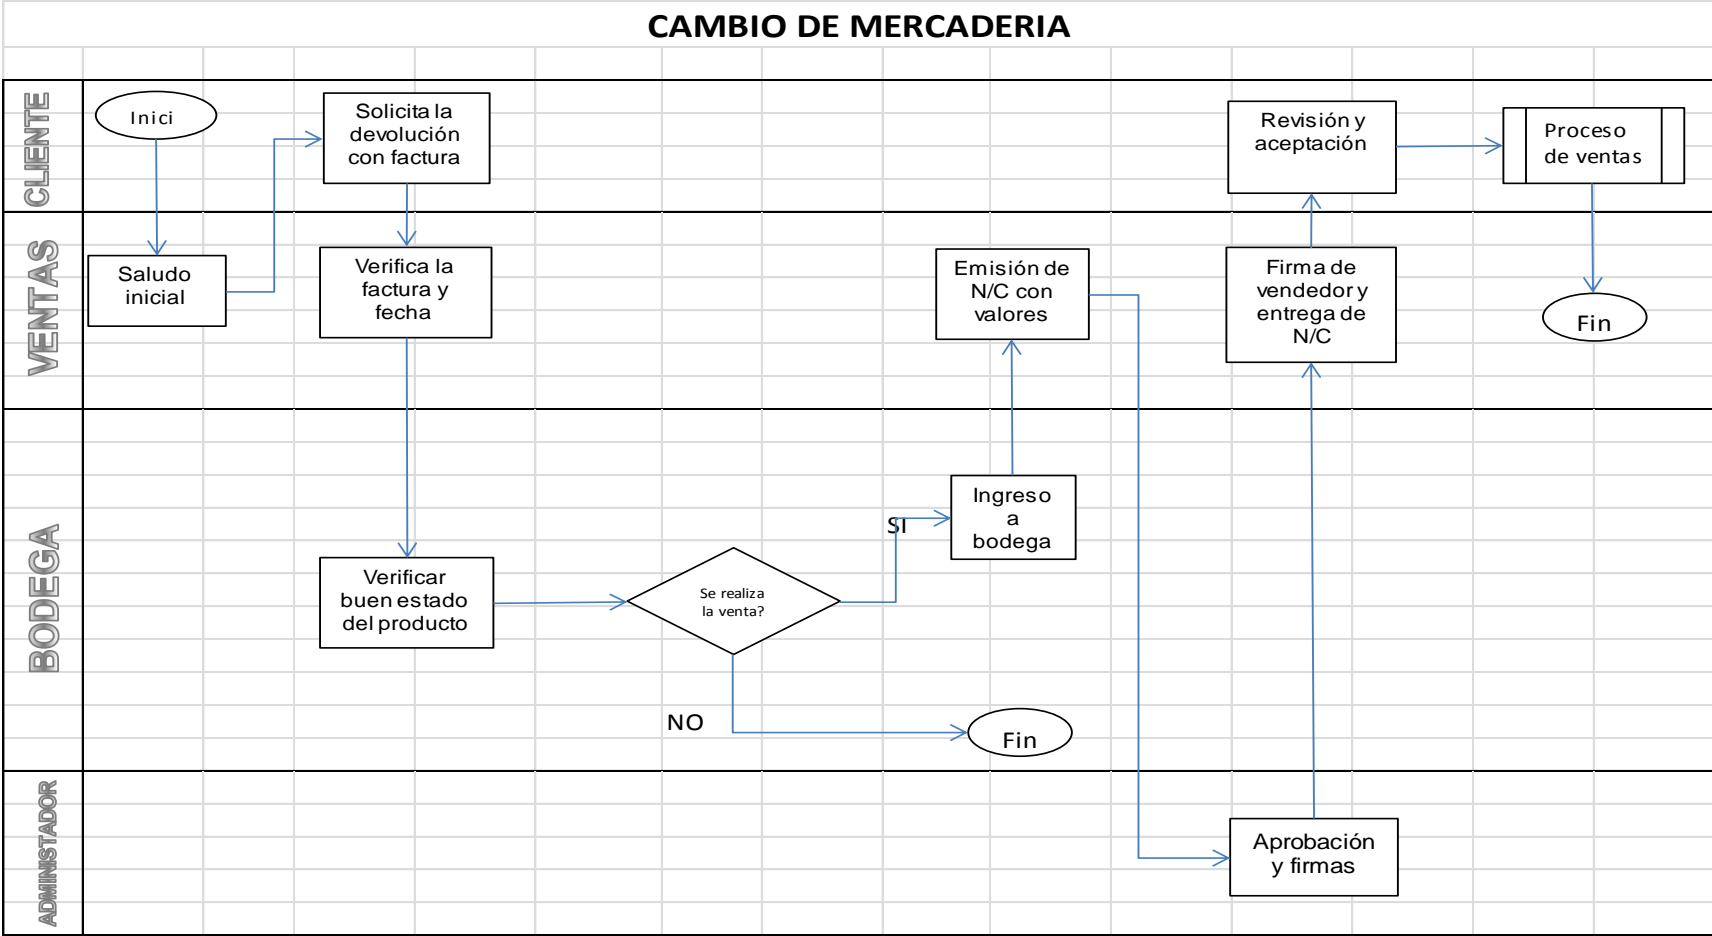 CAMBIO DE MERCADERIA
CLIENTE
Inici
Solicita la
devolución
con factura
Revisión y
aceptación
Proceso
de ventas
VENTAS
Saludo
inicial
Verifica la
factura y
fecha
Emisión de
N/C con
valores
Firma de
vendedor y
entrega de
N/C
Fin
BODEGA
Verificar
buen estado
del producto
Se realiza
la venta?
SI
Ingreso
a
bodega
NO
Fin
ADMINISTADOR
Aprobación
y firmas